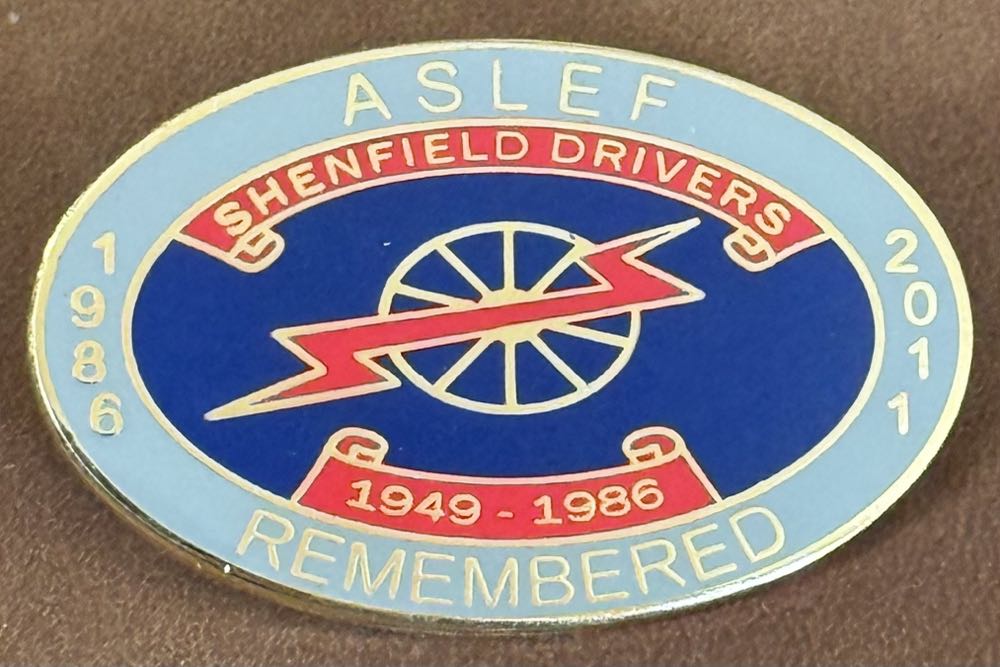 ASLEF
SHENFIELD DRIVERS
1986
2011
1949 - 1986
REMEMBERED